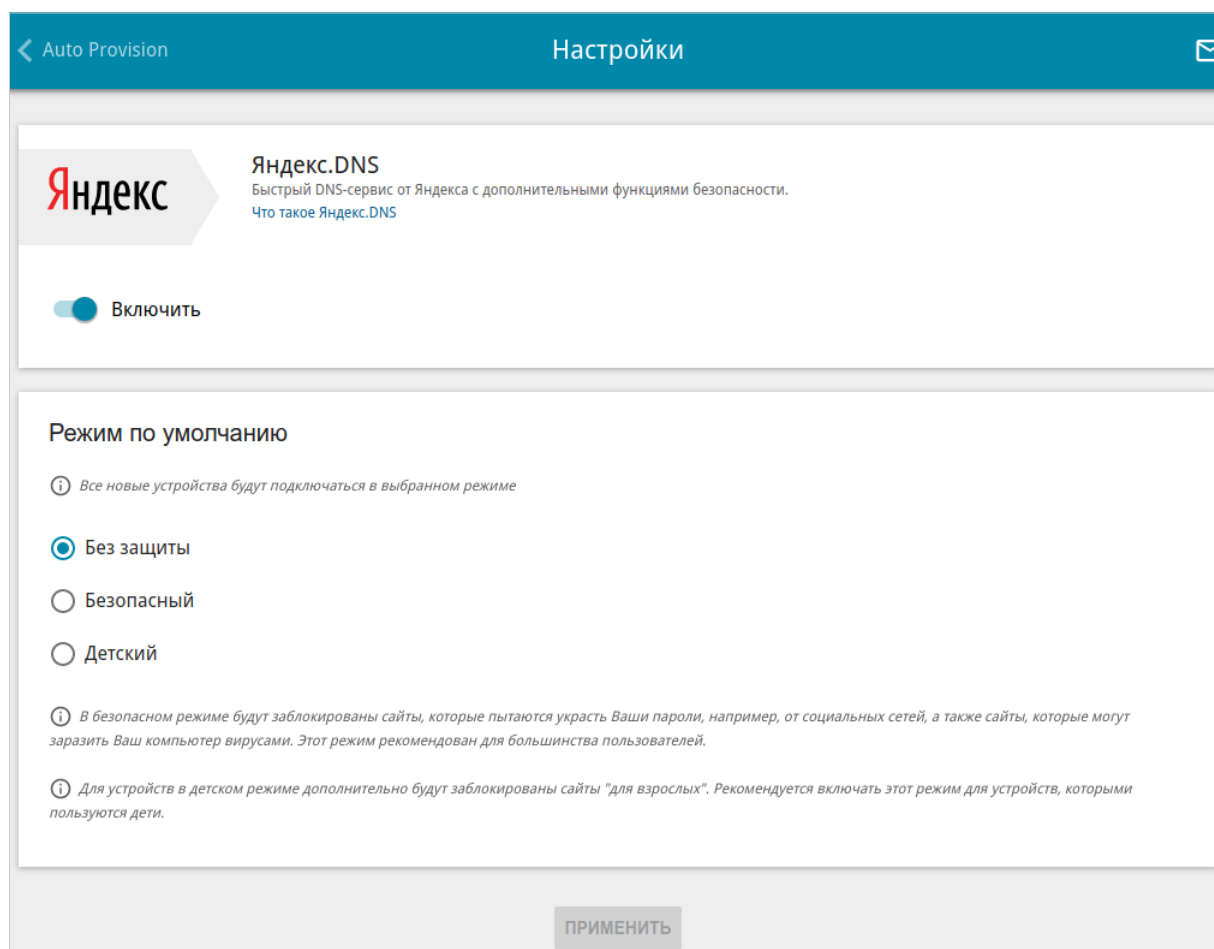 Auto Provision
Настройки
Яндекс
Яндекс.DNS
Быстрый DNS-сервис от Яндекса с дополнительными функциями безопасности.
Что такое Яндекс.DNS
Включить
Режим по умолчанию
Все новые устройства будут подключаться в выбранном режиме
Без защиты
Безопасный
Детский
В безопасном режиме будут заблокированы сайты, которые пытаются украсть Ваши пароли, например, от социальных сетей, а также сайты, которые могут
заразить Ваш компьютер вирусами. Этот режим рекомендован для большинства пользователей.
Для устройств в детском режиме дополнительно будут заблокированы сайты "для взрослых". Рекомендуется включать этот режим для устройств, которыми
пользуются дети.
ПРИМЕНИТЬ